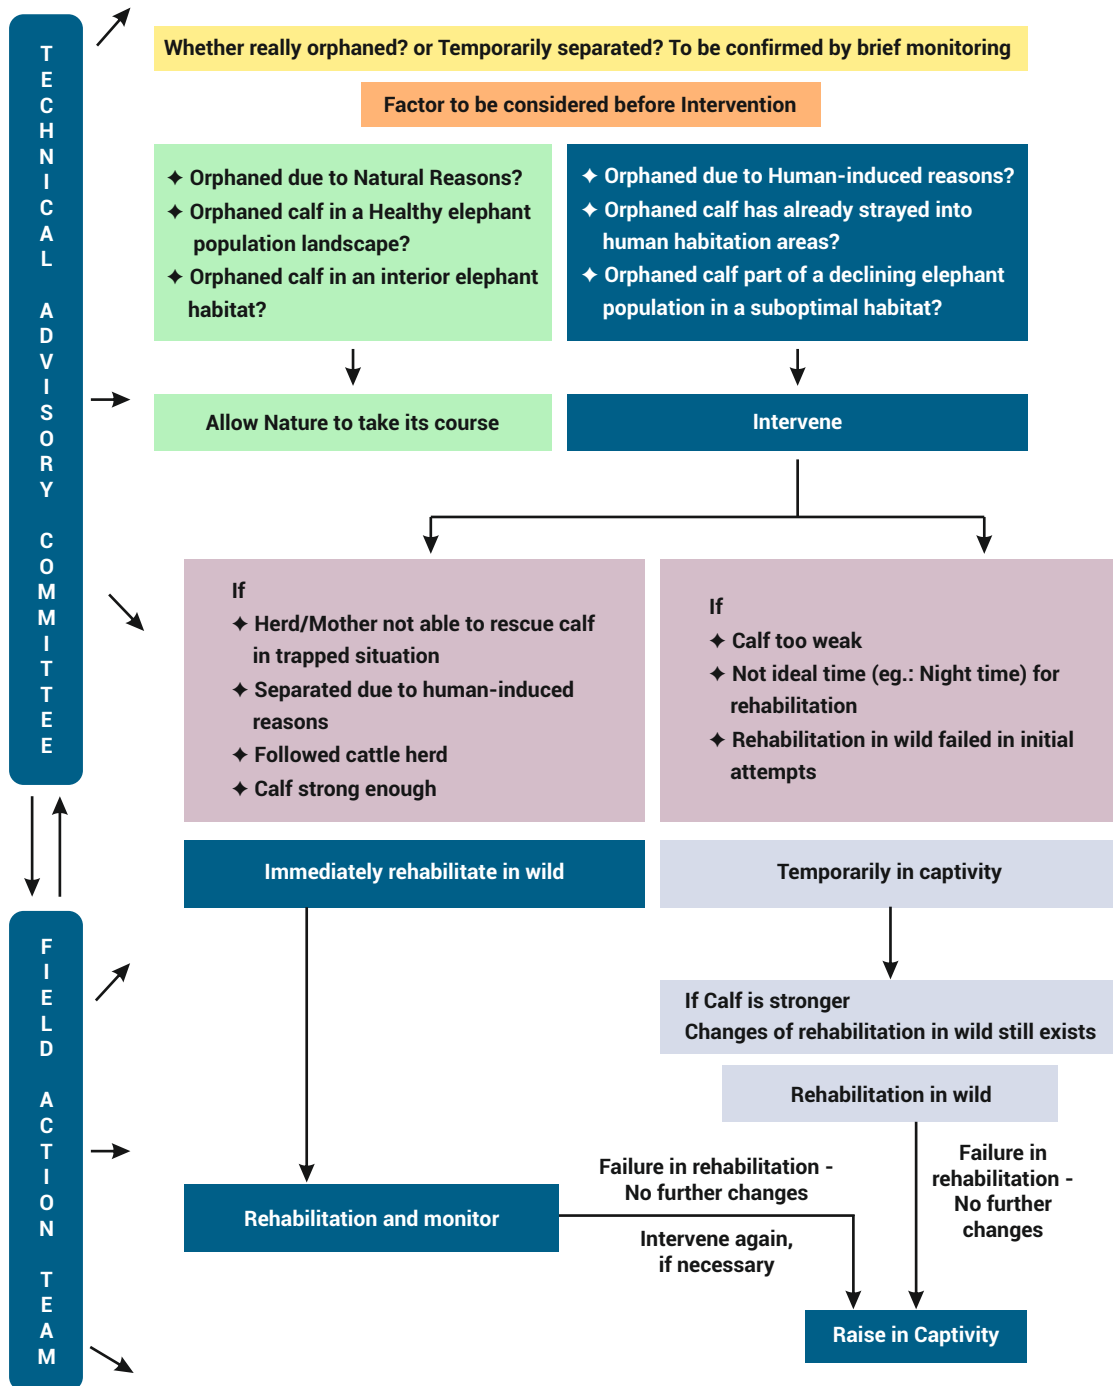 TECHNICAL ADVISORY COMMITTEE
Whether really orphaned? or Temporarily separated? To be confirmed by brief monitoring
Factor to be considered before Intervention
✦ Orphaned due to Natural Reasons?
✦ Orphaned calf in a Healthy elephant
population landscape?
✦ Orphaned calf in an interior elephant
habitat?
✦ Orphaned due to Human-induced reasons?
✦ Orphaned calf has already strayed into
human habitation areas?
✦ Orphaned calf part of a declining elephant
population in a suboptimal habitat?
Allow Nature to take its course
Intervene
If
✦ Herd/Mother not able to rescue calf
in trapped situation
✦ Separated due to human-induced
reasons
✦ Followed cattle herd
✦ Calf strong enough
If
✦ Calf too weak
✦ Not ideal time (eg.: Night time) for
rehabilitation
✦ Rehabilitation in wild failed in initial
attempts
Immediately rehabilitate in wild
Temporarily in captivity
FIELD ACTION TEAM
If Calf is stronger
Changes of rehabilitation in wild still exists
Rehabilitation in wild
Rehabilitation and monitor
Failure in rehabilitation -
No further changes
Intervene again,
if necessary
Failure in
rehabilitation -
No further
changes
Raise in Captivity